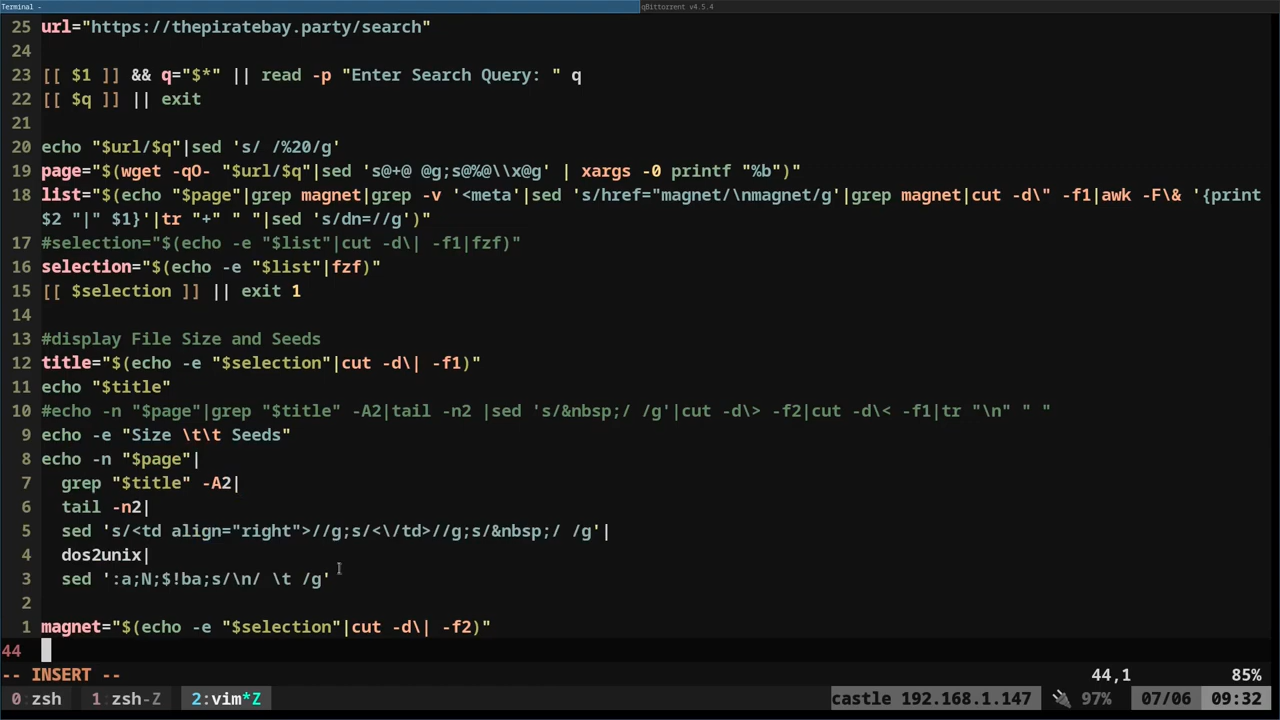 Terminal -
qBittorrent v4.5.4
25 url="https://thepiratebay.party/search"
24
23 [[ $1 ]] && q="$*" || read -p "Enter Search Query: " q
22 [[ $q ]] || exit
21
20 echo "$url/$q"|sed 's/ /%20/g'
19 page="$(wget -qO- "$url/$q"|sed 's@+@ @g;s@%@\\x@g' | xargs -0 printf "%b")"
18 list="$(echo "$page"|grep magnet|grep -v '<meta'|sed 's/href="magnet/\nmagnet/g'|grep magnet|cut -d\" -f1|awk -F\& '{print
$2 "|" $1}'|tr "+" " "|sed 's/dn=//g')"
17 #selection="$(echo -e "$list"|cut -d\| -f1|fzf)"
16 selection="$(echo -e "$list"|fzf)"
15 [[ $selection ]] || exit 1
14
13 #display File Size and Seeds
12 title="$(echo -e "$selection"|cut -d\| -f1)"
11 echo "$title"
10 #echo -n "$page"|grep "$title" -A2|tail -n2 |sed 's/&nbsp;/ /g'|cut -d\> -f2|cut -d\< -f1|tr "\n" " "
9 echo -e "Size \t\t Seeds"
8 echo -n "$page"|
7 grep "$title" -A2|
6 tail -n2|
5 sed 's/<td align="right">//g;s/<\/td>//g;s/&nbsp;/ /g'|
4 dos2unix|
3 sed ':a;N;$!ba;s/\n/ \t /g'
2
1 magnet="$(echo -e "$selection"|cut -d\| -f2)"
44
-- INSERT -- 44,1 85%
0:zsh 1:zsh-Z 2:vim*Z castle 192.168.1.147 97% 07/06 09:32